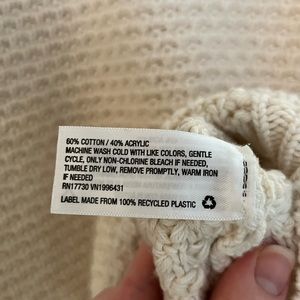 60% COTTON / 40% ACRYLIC
MACHINE WASH COLD WITH LIKE COLORS, GENTLE
CYCLE, ONLY NON-CHLORINE BLEACH IF NEEDED,
TUMBLE DRY LOW, REMOVE PROMPTLY, WARM IRON
IF NEEDED
RN17730 VN1996431
LABEL MADE FROM 100% RECYCLED PLASTIC